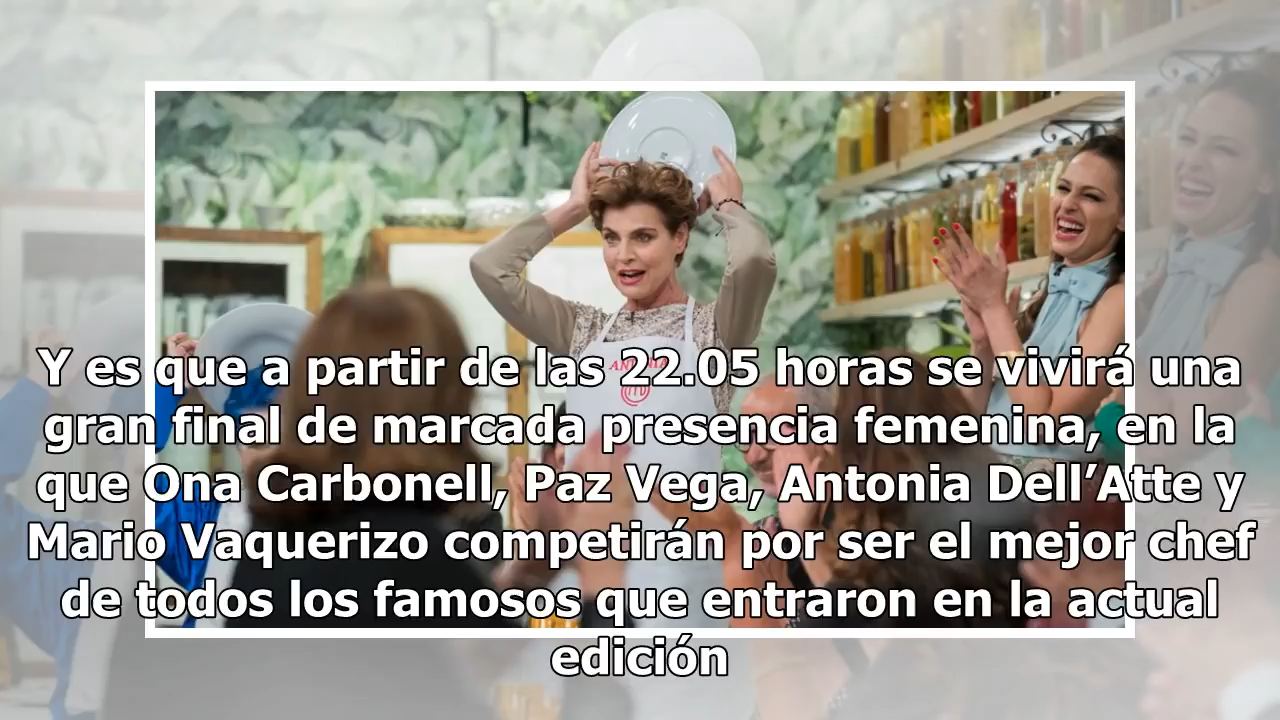 ANTONIA
Y es que a partir de las 22.05 horas se vivirá una
gran final de marcada presencia femenina, en la
que Ona Carbonell, Paz Vega, Antonia Dell’Atte y
Mario Vaquerizo competirán por ser el mejor chef
de todos los famosos que entraron en la actual
edición